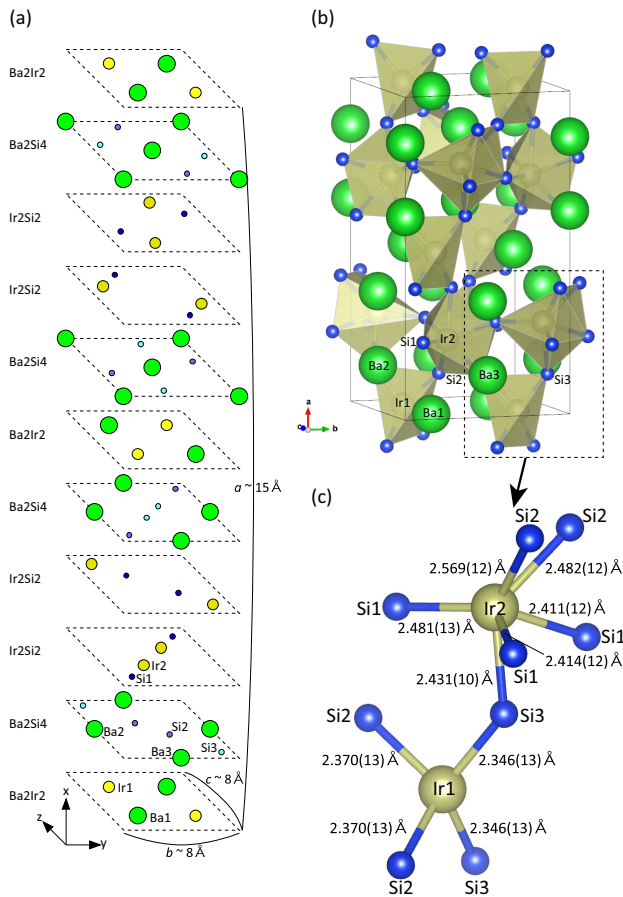 (a)
Ba2Ir2
Ba2Si4
Ir2Si2
Ir2Si2
Ba2Si4
Ba2Ir2
a ~ 15 Å
Ba2Si4
Ir2Si2
Ir2Si2
Ir2
Si1
Ba2Si4
Ba2
Si2
Ba3
Si3
Ba2Ir2
Ir1
c ~ 8 Å
Ba1
x
z
y
b ~ 8 Å
(b)
Si1
Ir2
Ba2
Si2
Ba3
Si3
Ir1
Ba1
a
c
b
(c)
Si2
Si2
2.569(12) Å
2.482(12) Å
Si1
Ir2
2.411(12) Å
2.481(13) Å
Si1
Si1
2.414(12) Å
2.431(10) Å
Si2
Si3
2.370(13) Å
2.346(13) Å
Ir1
2.370(13) Å
2.346(13) Å
Si2
Si3